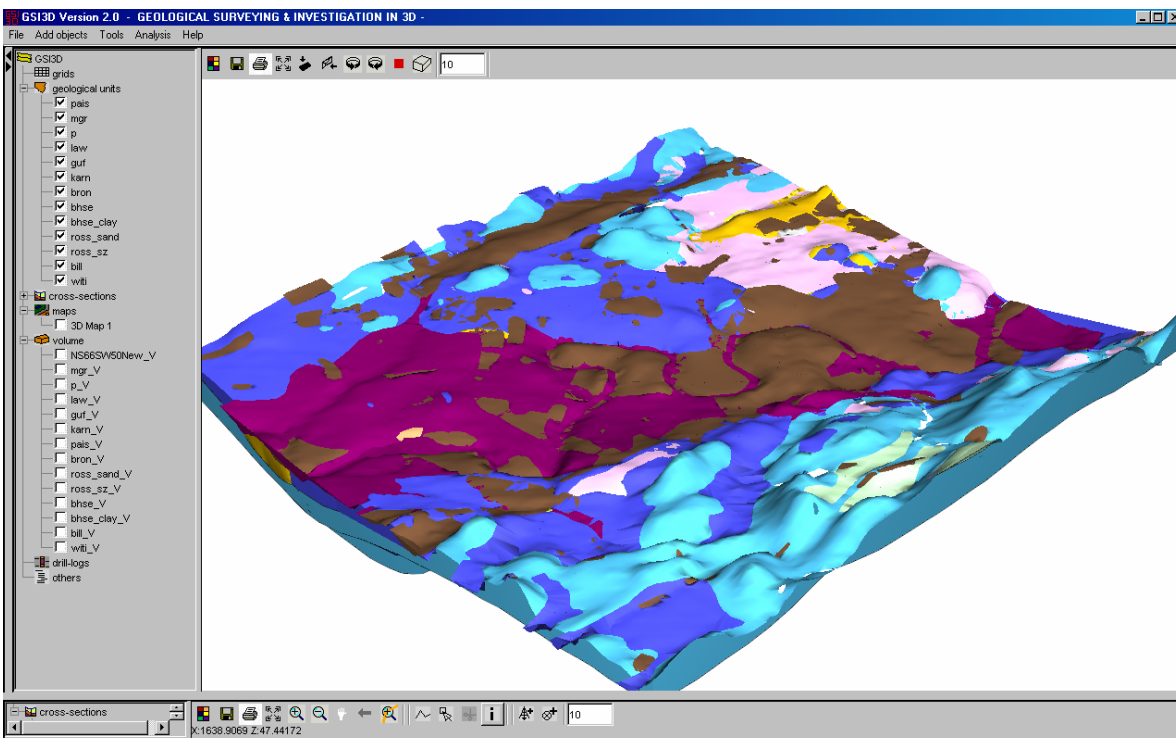 GSI3D Version 2.0 - GEOLOGICAL SURVEYING & INVESTIGATION IN 3D -
File Add objects Tools Analysis Help
GSI3D
grids
geological units
pais
mgr
p
law
guf
karn
bron
bhse
bhse_clay
ross_sand
ross_sz
bill
witi
cross-sections
maps
3D Map 1
volume
NS66SW50New_V
mgr_V
p_V
law_V
guf_V
karn_V
pais_V
bron_V
ross_sand_V
ross_sz_V
bhse_V
bhse_clay_V
bill_V
witi_V
drill-logs
others
10
cross-sections
10
X:1638.9069 Z:47.44172